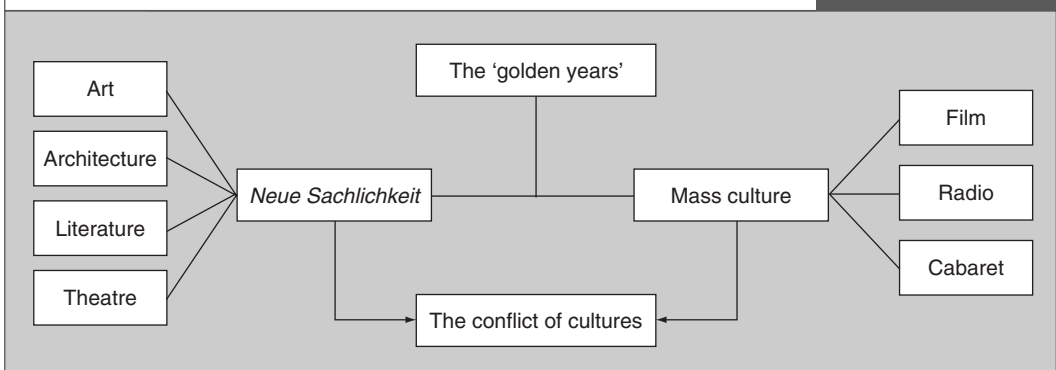 The ‘golden years’
Art
Architecture
Literature
Theatre
Neue Sachlichkeit
Mass culture
Film
Radio
Cabaret
The conflict of cultures